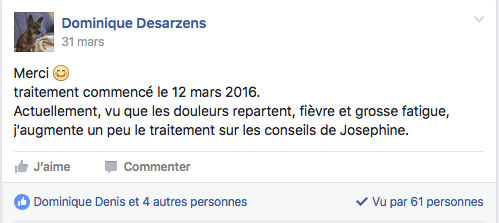 Dominique Desarzens
31 mars
Merci 😊
traitement commencé le 12 mars 2016.
Actuellement, vu que les douleurs repartent, fièvre et grosse fatigue,
j'augmente un peu le traitement sur les conseils de Josephine.
J'aime Commenter
Dominique Denis et 4 autres personnes Vu par 61 personnes